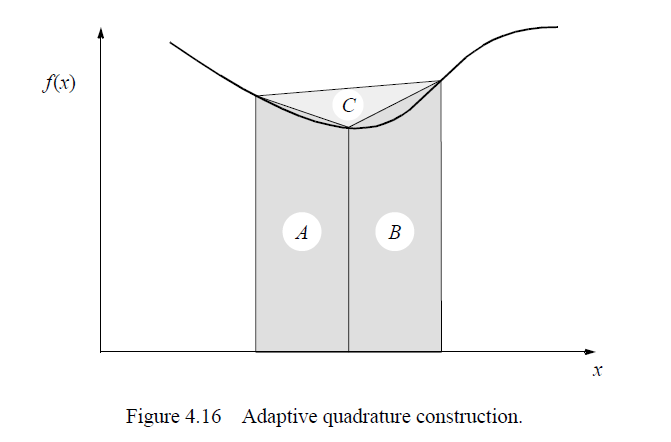 f(x)
C
A
B
x
Figure 4.16 Adaptive quadrature construction.